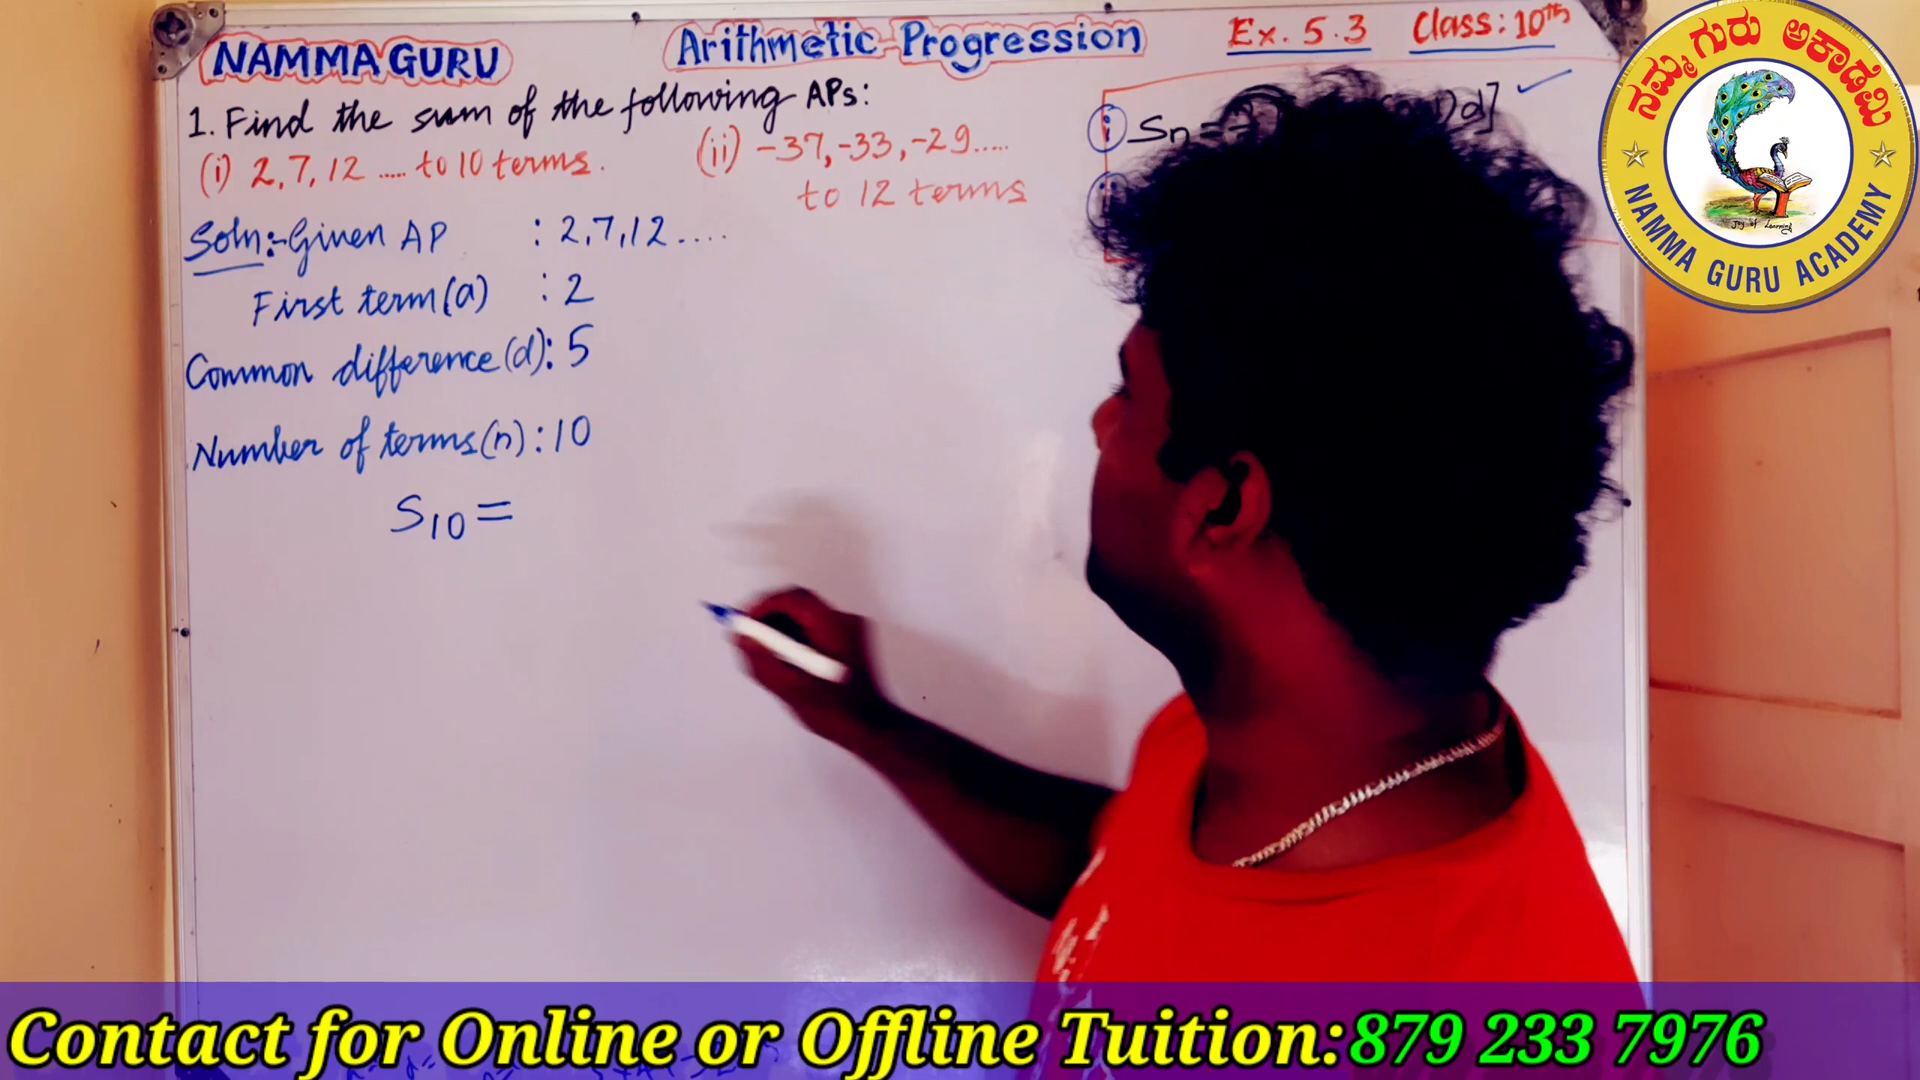 NAMMA GURU
Arithmetic Progression
Ex. 5.3 Class: 10th
1. Find the sum of the following APs:
(i) 2, 7, 12 ..... to 10 terms.
(ii) -37, -33, -29.....
to 12 terms
(i) Sn =
d]
Soln:- Given AP : 2, 7, 12 ....
First term (a) : 2
Common difference (d) : 5
Number of terms (n) : 10
S10 =
ನಮ್ಮ ಗುರು ಅಕಾಡೆಮಿ
Joy of Learning
NAMMA GURU ACADEMY
Contact for Online or Offline Tuition:879 233 7976